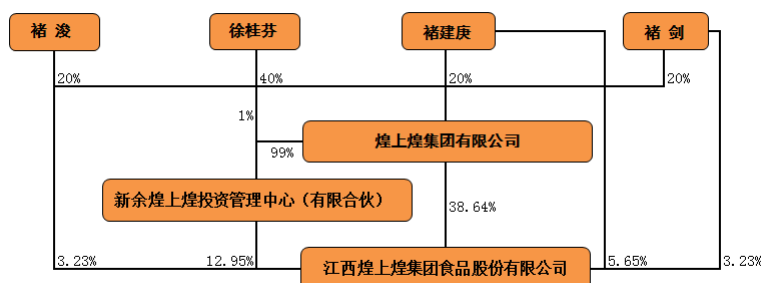 褚 浚
徐桂芬
褚建庚
褚 剑
20%
40%
20%
20%
1%
煌上煌集团有限公司
99%
新余煌上煌投资管理中心（有限合伙）
38.64%
3.23%
12.95%
江西煌上煌集团食品股份有限公司
5.65%
3.23%